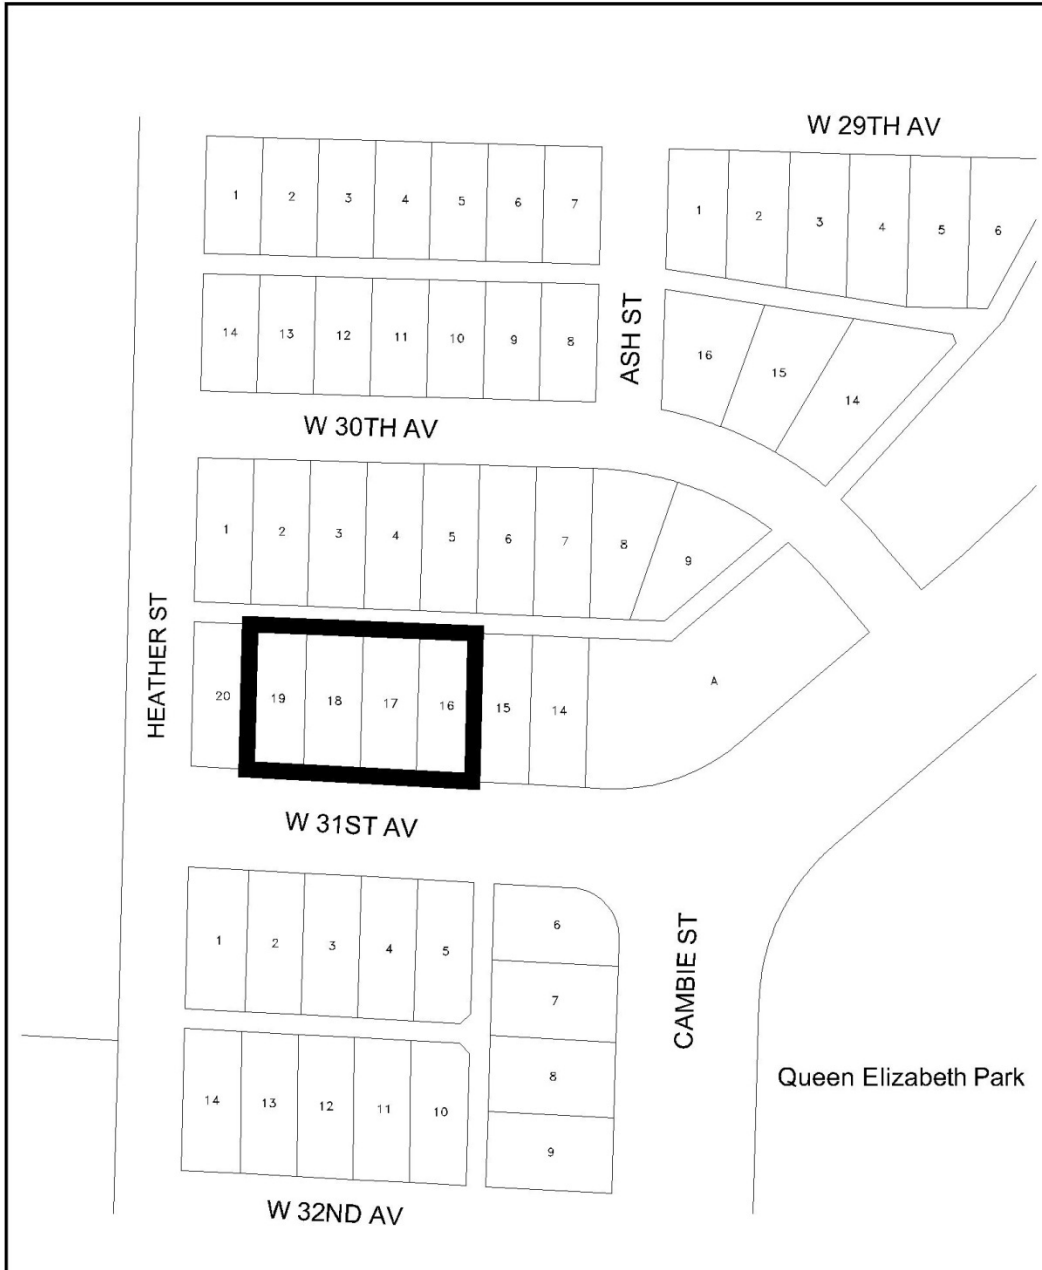 W 29TH AV
1 2 3 4 5 6 7
1 2 3 4 5 6
ASH ST
14 13 12 11 10 9 8
16 15 14
W 30TH AV
1 2 3 4 5 6 7 8 9
HEATHER ST
20 19 18 17 16 15 14 A
W 31ST AV
1 2 3 4 5
6
7
8
9
CAMBIE ST
Queen Elizabeth Park
14 13 12 11 10
W 32ND AV